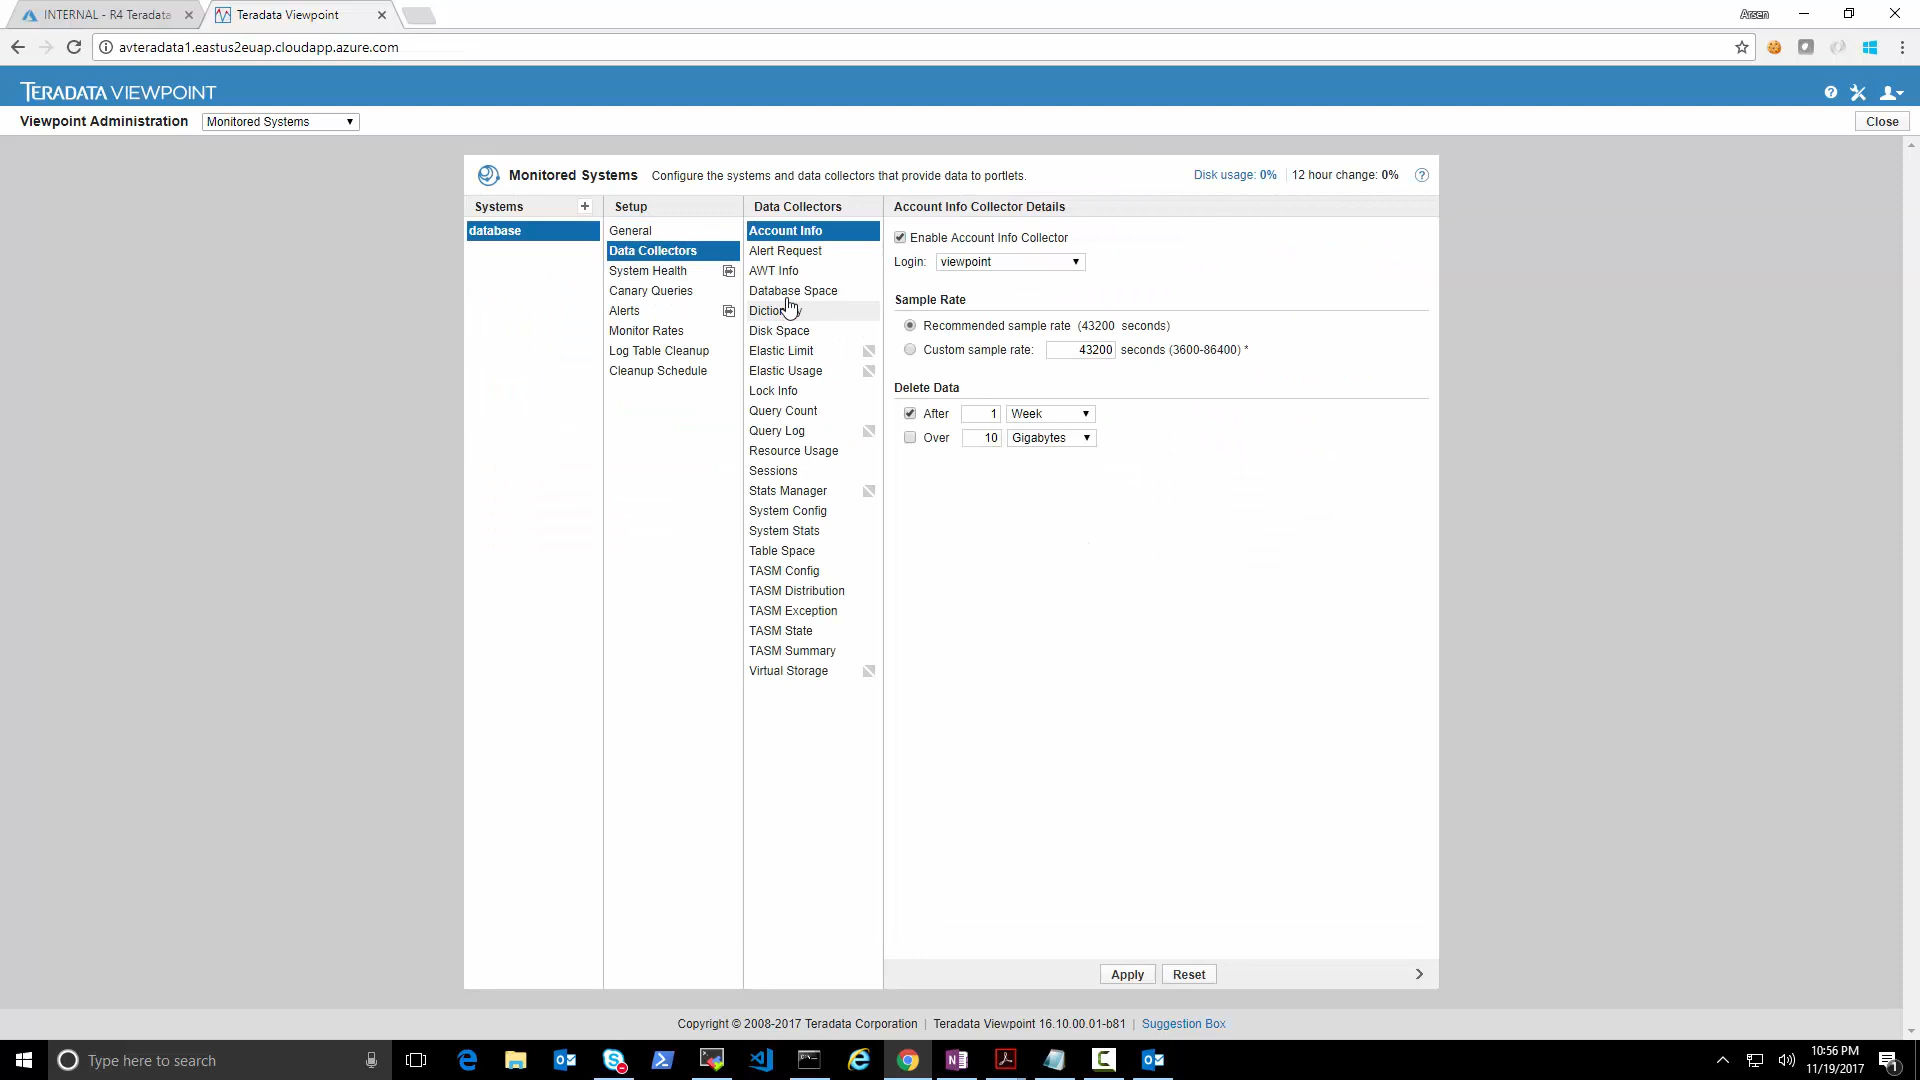 INTERNAL - R4 Teradata
Teradata Viewpoint
Arsen
avteradata1.eastus2euap.cloudapp.azure.com
TERADATA VIEWPOINT
Viewpoint Administration
Monitored Systems
Close
Monitored Systems
Configure the systems and data collectors that provide data to portlets.
Disk usage: 0%
12 hour change: 0%
Systems
Setup
Data Collectors
Account Info Collector Details
database
General
Data Collectors
System Health
Canary Queries
Alerts
Monitor Rates
Log Table Cleanup
Cleanup Schedule
Account Info
Alert Request
AWT Info
Database Space
Disk Space
Elastic Limit
Elastic Usage
Lock Info
Query Count
Query Log
Resource Usage
Sessions
Stats Manager
System Config
System Stats
Table Space
TASM Config
TASM Distribution
TASM Exception
TASM State
TASM Summary
Virtual Storage
Enable Account Info Collector
Login: viewpoint
Sample Rate
Recommended sample rate (43200 seconds)
Custom sample rate: 43200 seconds (3600-86400) *
Delete Data
After 1 Week
Over 10 Gigabytes
Apply
Reset
Copyright © 2008-2017 Teradata Corporation | Teradata Viewpoint 16.10.00.01-b81 | Suggestion Box
Type here to search
10:56 PM
11/19/2017
1